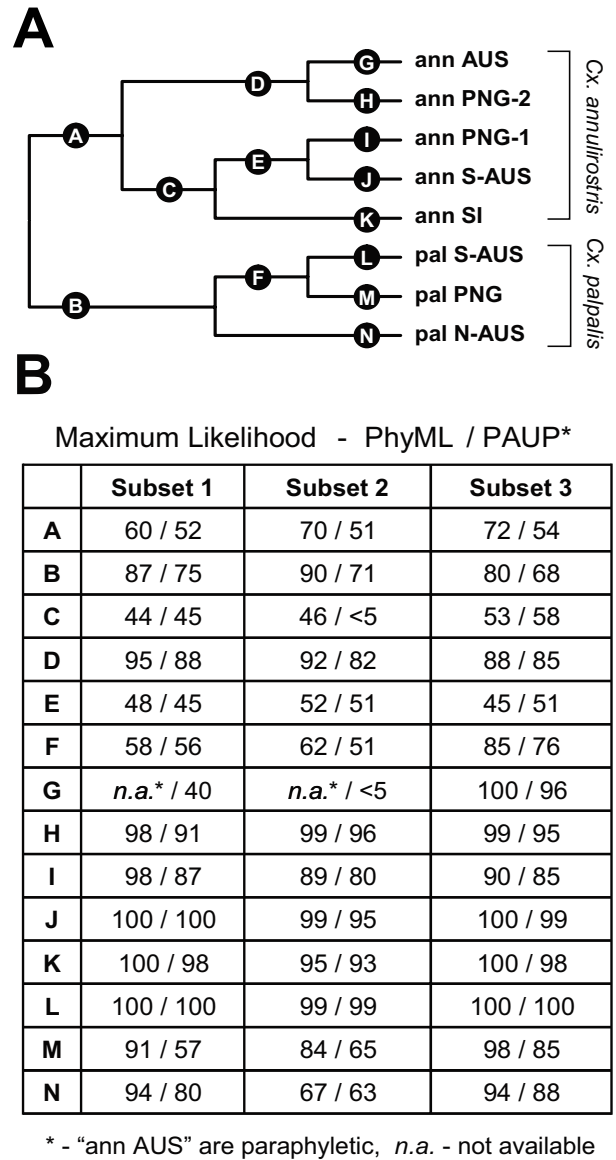 A
G ann AUS
D
H ann PNG-2
A
I ann PNG-1
E
C
J ann S-AUS
K ann SI
Cx. annulirostris
L pal S-AUS
F
B
M pal PNG
N pal N-AUS
Cx. palpalis
B
Maximum Likelihood - PhyML / PAUP*
Subset 1 Subset 2 Subset 3
A 60 / 52 70 / 51 72 / 54
B 87 / 75 90 / 71 80 / 68
C 44 / 45 46 / <5 53 / 58
D 95 / 88 92 / 82 88 / 85
E 48 / 45 52 / 51 45 / 51
F 58 / 56 62 / 51 85 / 76
G n.a.* / 40 n.a.* / <5 100 / 96
H 98 / 91 99 / 96 99 / 95
I 98 / 87 89 / 80 90 / 85
J 100 / 100 99 / 95 100 / 99
K 100 / 98 95 / 93 100 / 98
L 100 / 100 99 / 99 100 / 100
M 91 / 57 84 / 65 98 / 85
N 94 / 80 67 / 63 94 / 88
* - "ann AUS" are paraphyletic, n.a. - not available